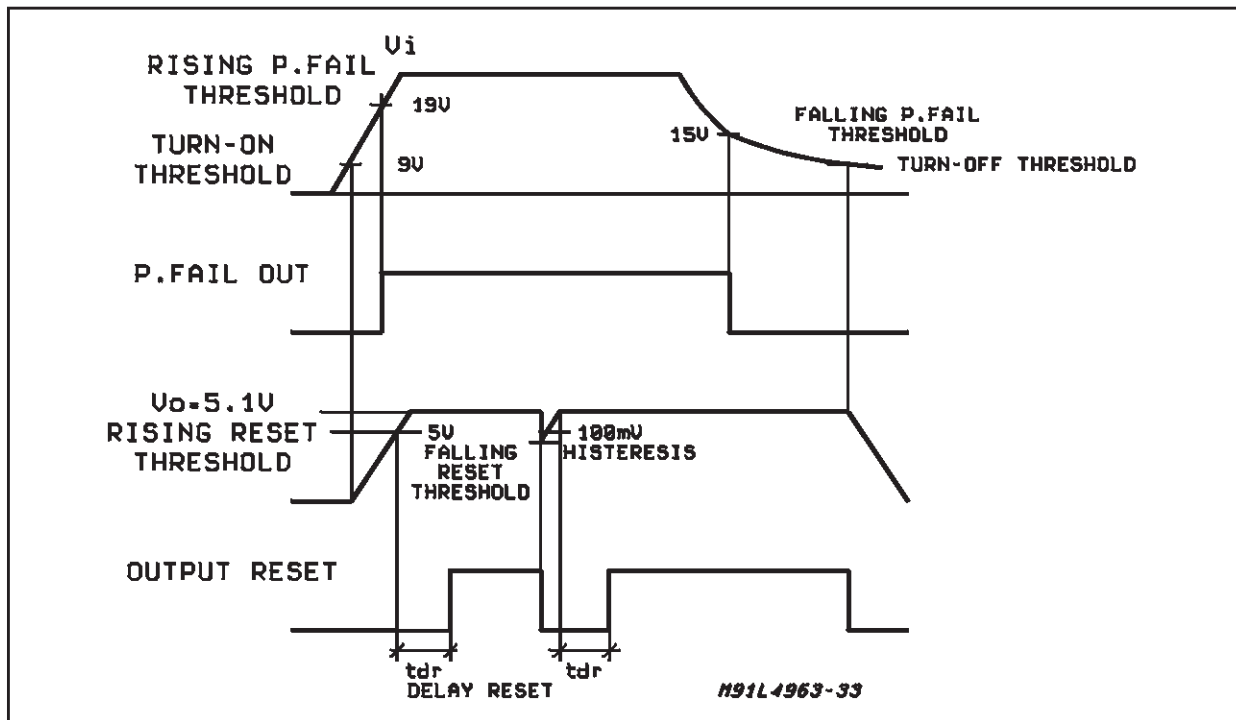 Vi
RISING P.FAIL
THRESHOLD
19V
TURN-ON
THRESHOLD
9V
15V
FALLING P.FAIL
THRESHOLD
TURN-OFF THRESHOLD
P.FAIL OUT
Vo=5.1V
RISING RESET
THRESHOLD
5V
FALLING
RESET
THRESHOLD
100mV
HISTERESIS
OUTPUT RESET
tdr
DELAY RESET
tdr
M91L4963-33